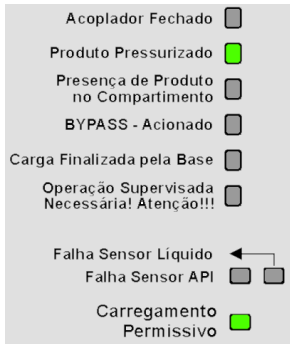 Acoplador Fechado
Produto Pressurizado
Presença de Produto
no Compartimento
BYPASS - Acionado
Carga Finalizada pela Base
Operação Supervisada
Necessária! Atenção!!!
Falha Sensor Líquido
Falha Sensor API
Carregamento
Permissivo